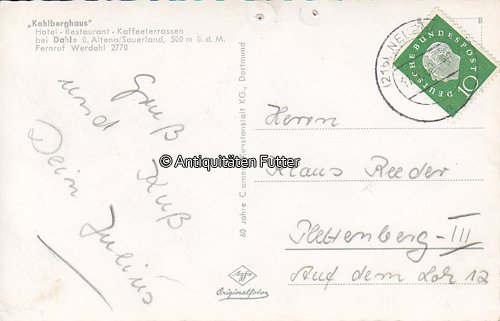 „Kohlberghaus"
Hotel - Restaurant - Kaffeeterrassen
bei Dahle ü. Altena/Sauerland, 500 m ü. d. M.
Fernruf Werdohl 2770
Gruß
und Kuß
Dein Julius
60 Jahre Cramers Kunstanstalt KG., Dortmund
Agfa
Originalfoto
B
DEUTSCHE BUNDESPOST
10
(21b)
Herrn
Klaus Reeder
Plettenberg-III
Auf dem Loh 12
© Antiquitäten Futter